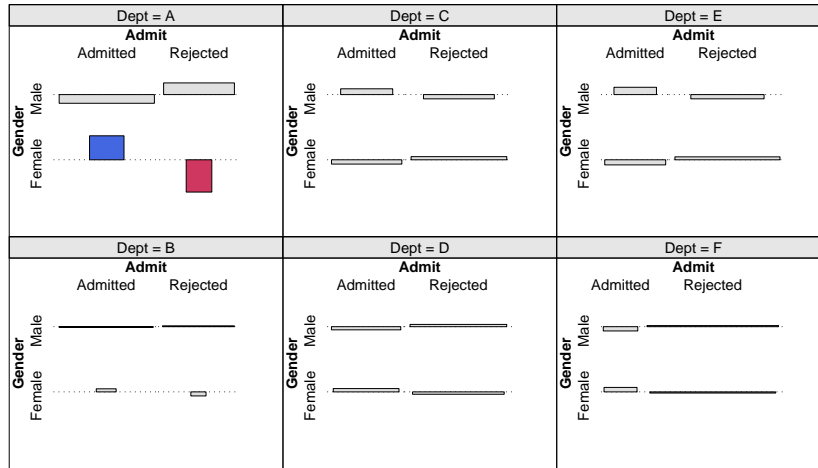 Dept = A
Admit
Admitted Rejected
Gender
Male
Female
Dept = C
Admit
Admitted Rejected
Gender
Male
Female
Dept = E
Admit
Admitted Rejected
Gender
Male
Female
Dept = B
Admit
Admitted Rejected
Gender
Male
Female
Dept = D
Admit
Admitted Rejected
Gender
Male
Female
Dept = F
Admit
Admitted Rejected
Gender
Male
Female